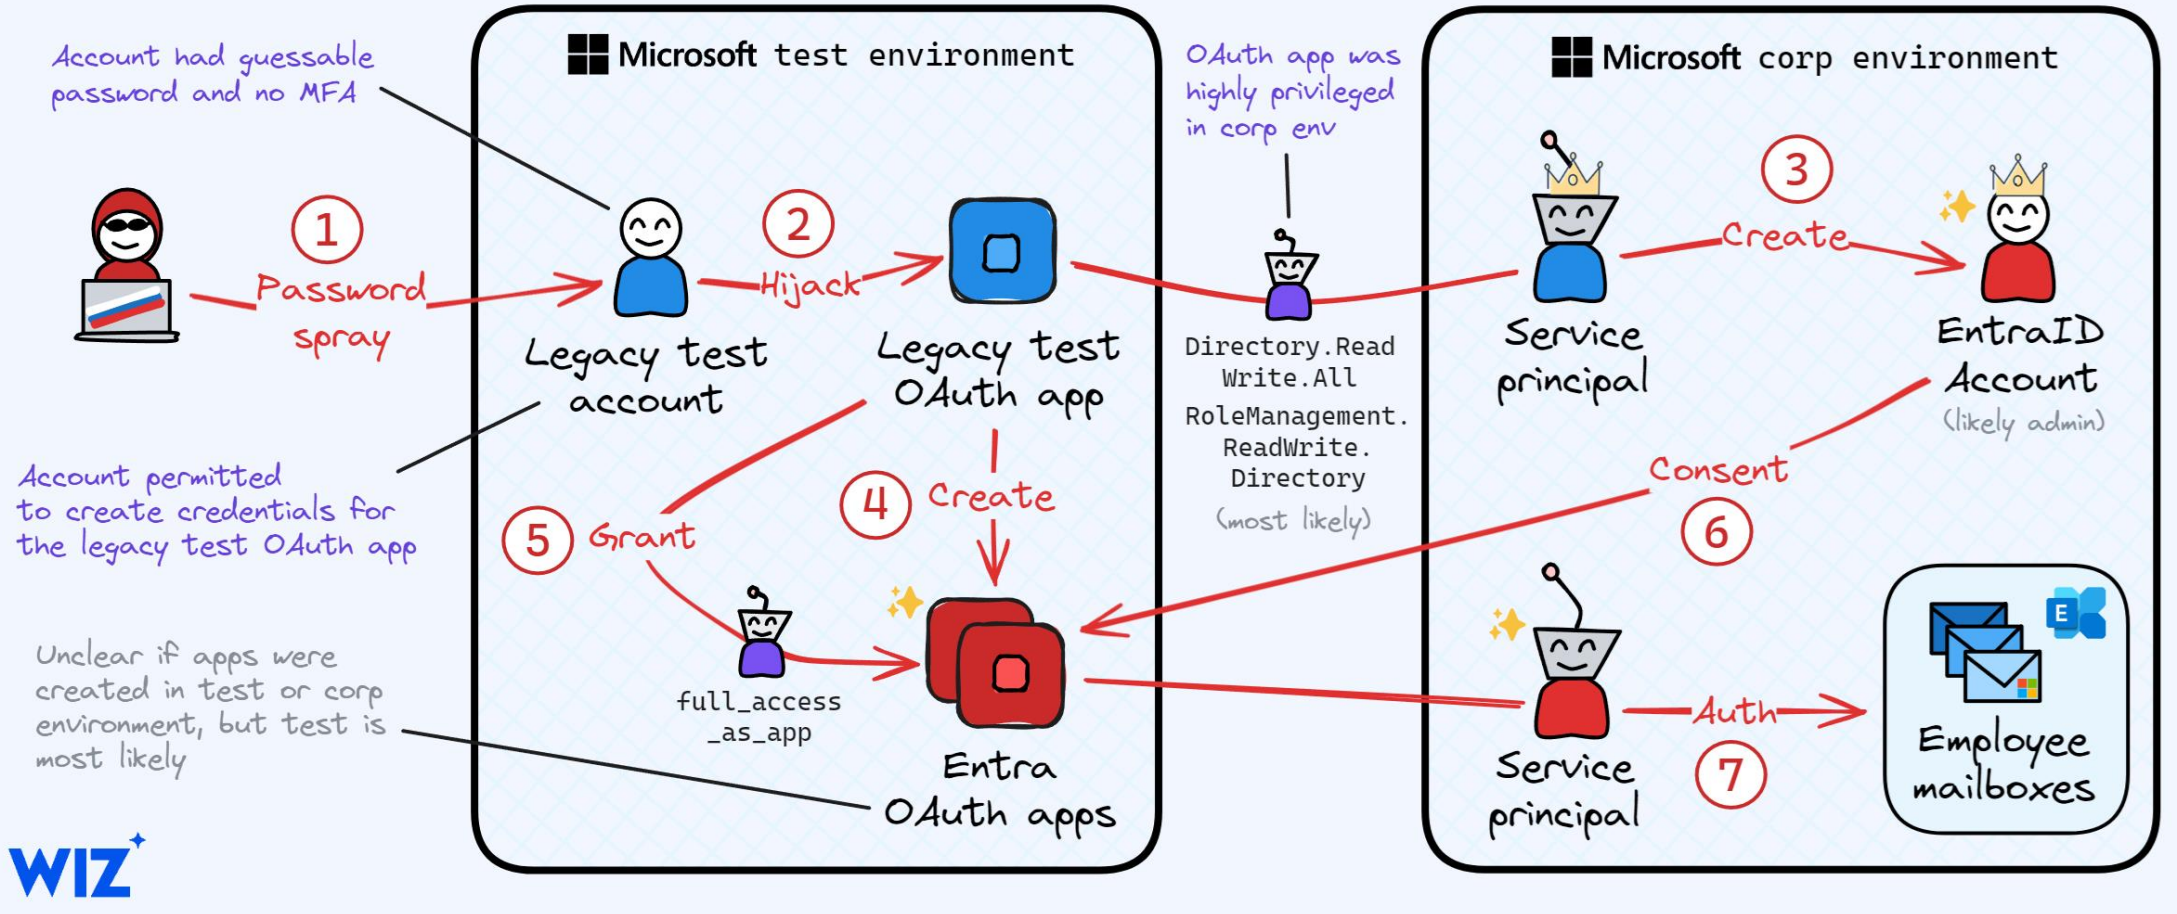 Account had guessable
password and no MFA
Microsoft test environment
OAuth app was
highly privileged
in corp env
Microsoft corp environment
1
Password
spray
2
Hijack
3
Create
Legacy test
account
Legacy test
OAuth app
Directory.Read
Write.All
RoleManagement.
ReadWrite.
Directory
(most likely)
Service
principal
EntraID
Account
(likely admin)
Account permitted
to create credentials for
the legacy test OAuth app
5
Grant
4
Create
Consent
6
Unclear if apps were
created in test or corp
environment, but test is
most likely
full_access
_as_app
Entra
OAuth apps
Service
principal
Auth
7
E
Employee
mailboxes
WIZ